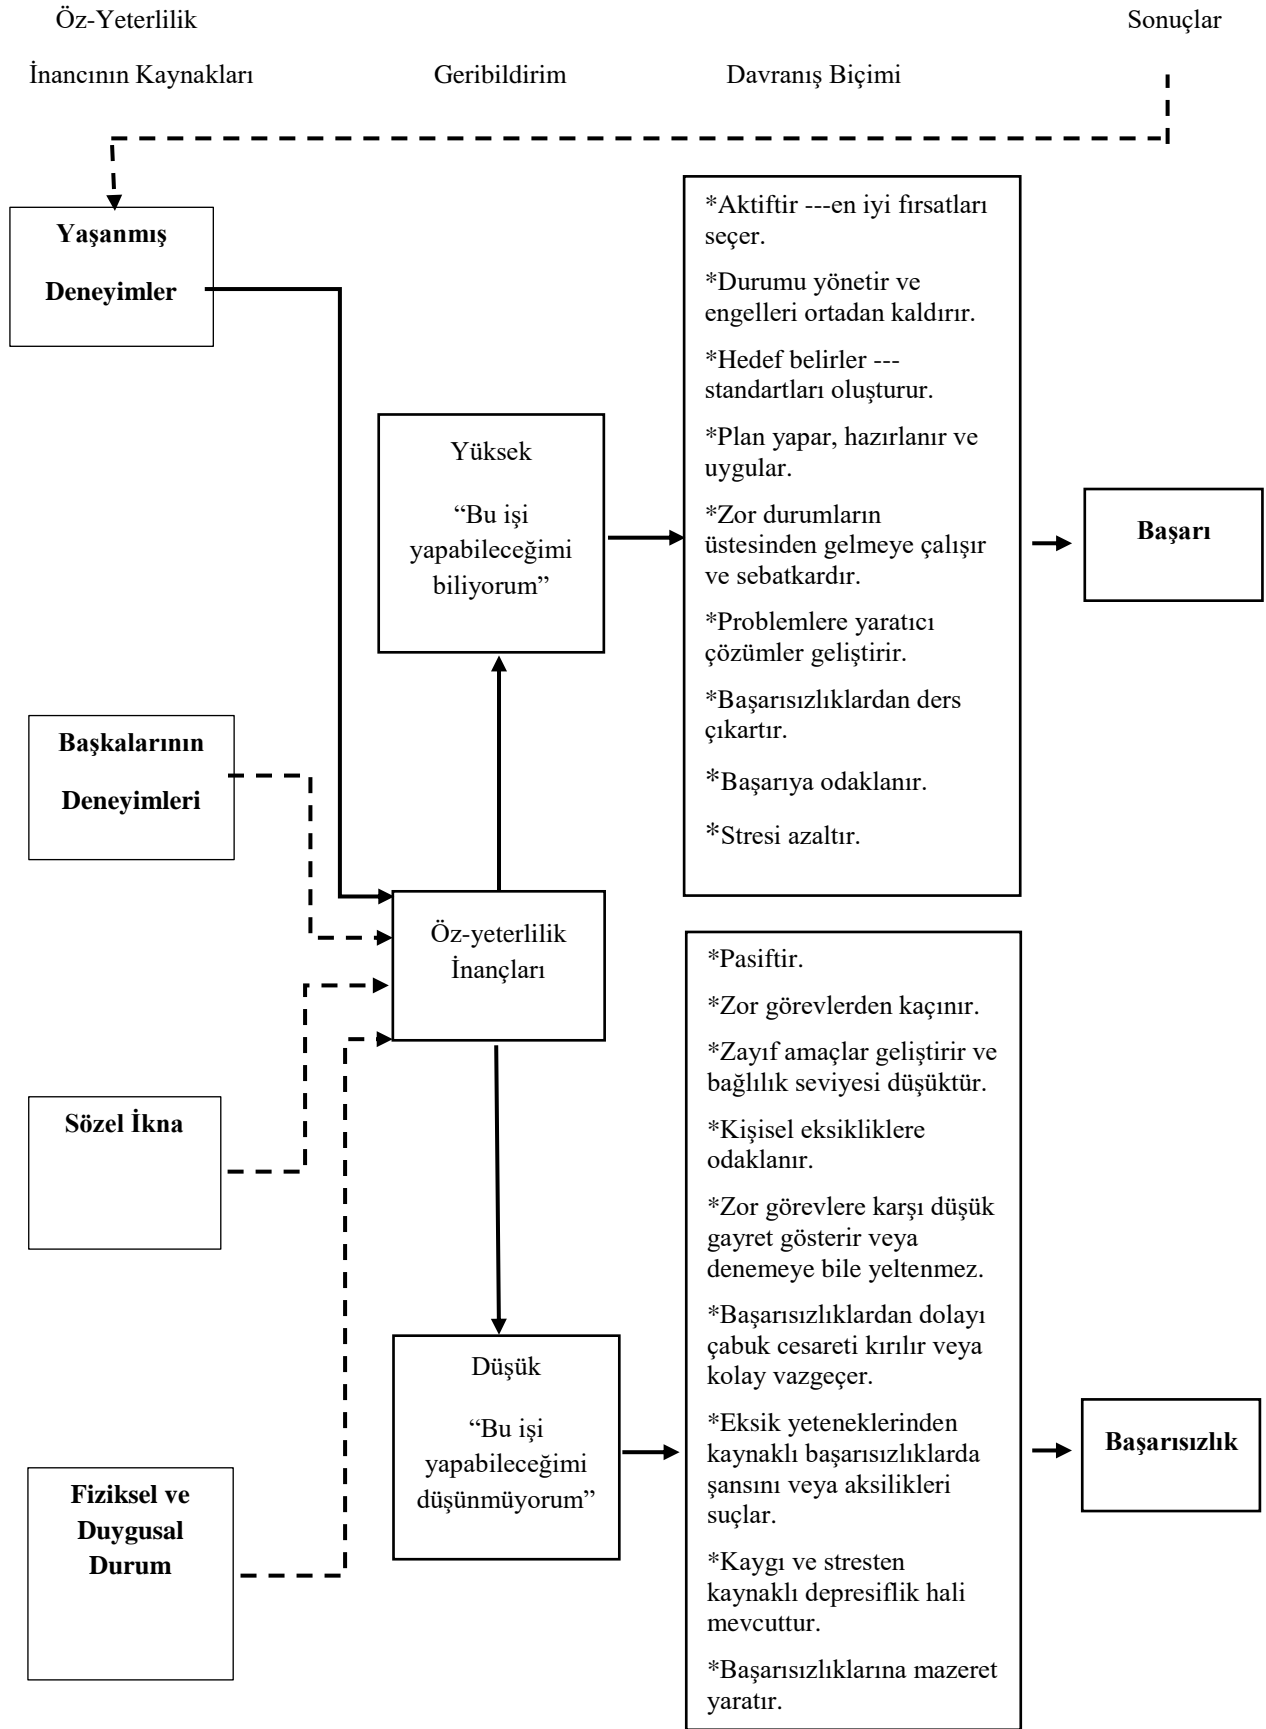 Öz-Yeterlilik
İnancının Kaynakları
Geribildirim
Davranış Biçimi
Sonuçlar
Yaşanmış
Deneyimler
Başkalarının
Deneyimleri
Sözel İkna
Fiziksel ve
Duygusal
Durum
Yüksek
“Bu işi
yapabileceğimi
biliyorum”
Öz-yeterlilik
İnançları
Düşük
“Bu işi
yapabileceğimi
düşünmüyorum”
*Aktiftir ---en iyi fırsatları
seçer.
*Durumu yönetir ve
engelleri ortadan kaldırır.
*Hedef belirler ---
standartları oluşturur.
*Plan yapar, hazırlanır ve
uygular.
*Zor durumların
üstesinden gelmeye çalışır
ve sebatkardır.
*Problemlere yaratıcı
çözümler geliştirir.
*Başarısızlıklardan ders
çıkartır.
*Başarıya odaklanır.
*Stresi azaltır.
*Pasiftir.
*Zor görevlerden kaçınır.
*Zayıf amaçlar geliştirir ve
bağlılık seviyesi düşüktür.
*Kişisel eksikliklere
odaklanır.
*Zor görevlere karşı düşük
gayret gösterir veya
denemeye bile yeltenmez.
*Başarısızlıklardan dolayı
çabuk cesareti kırılır veya
kolay vazgeçer.
*Eksik yeteneklerinden
kaynaklı başarısızlıklarda
şansını veya aksilikleri
suçlar.
*Kaygı ve stresten
kaynaklı depresiflik hali
mevcuttur.
*Başarısızlıklarına mazeret
yaratır.
Başarı
Başarısızlık